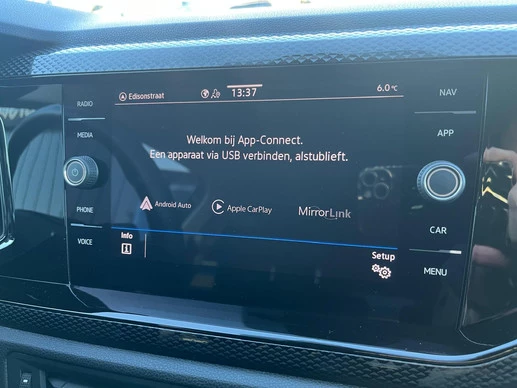 RADIO
MEDIA
PHONE
VOICE
Edisonstraat
13:37
6.0 °C
Welkom bij App-Connect.
Een apparaat via USB verbinden, alstublieft.
Android Auto
Apple CarPlay
MirrorLink
Info
i
Setup
NAV
APP
CAR
MENU